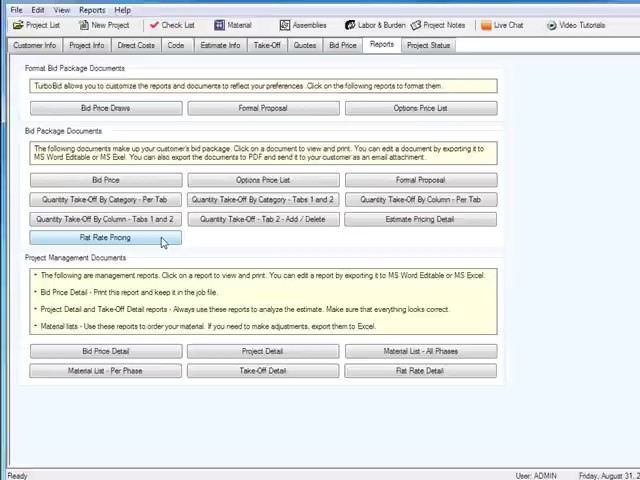 File Edit View Reports Help
Project List New Project Check List Material Assemblies Labor & Burden Project Notes Live Chat Video Tutorials
Customer Info Project Info Direct Costs Code Estimate Info Take-Off Quotes Bid Price Reports Project Status
Format Bid Package Documents
TurboBid allows you to customize the reports and documents to reflect your preferences .Click on the following reports to format them.
Bid Price Draws Formal Proposal Options Price List
Bid Package Documents
The following documents make up your customer's bid package. Click on a document to view and print. You can edit a document by exporting it to
MS Word Editable or MS Exel. You can also export the documents to PDF and send it to your customer as an email attachment.
Bid Price Options Price List Formal Proposal
Quantity Take-Off By Category - Per Tab Quantity Take-Off By Category - Tabs 1 and 2 Quantity Take-Off By Column - Per Tab
Quantity Take-Off By Column - Tabs 1 and 2 Quantity Take-Off - Tab 2 - Add / Delete Estimate Pricing Detail
Flat Rate Pricing
Project Management Documents
• The following are management reports. Click on a report to view and print. You can edit a report by exporting it to MS Word Editable or MS Excel.
• Bid Price Detail - Print this report and keep it in the job file.
• Project Detail and Take-Off Detail reports - Always use these reports to analyze the estimate. Make sure that everything looks correct.
• Material lists - Use these reports to order your material. If you need to make adjustments, export them to Excel.
Bid Price Detail Project Detail Material List - All Phases
Material List - Per Phase Take-Off Detail Flat Rate Detail
Ready User: ADMIN Friday, August 31, 2